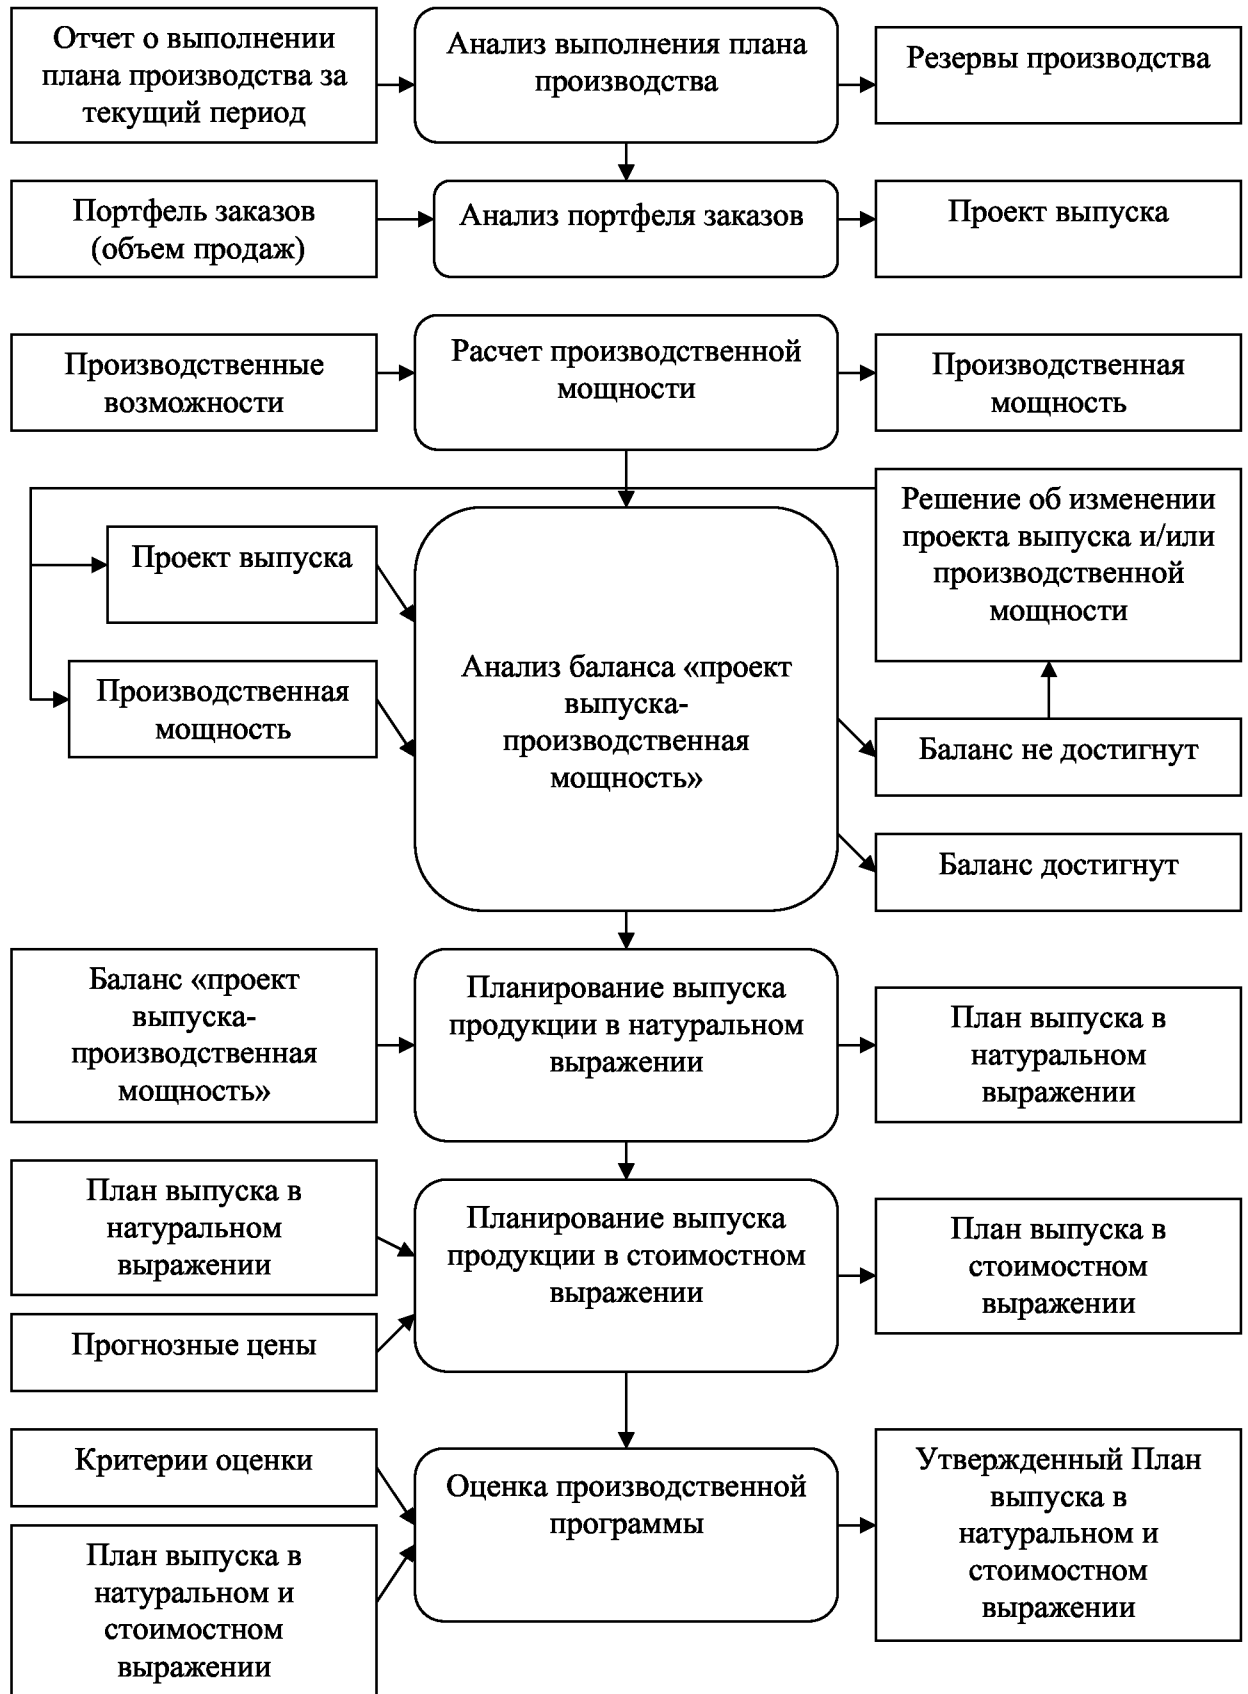 Отчет о выполнении
плана производства за
текущий период
Анализ выполнения плана
производства
Резервы производства
Портфель заказов
(объем продаж)
Анализ портфеля заказов
Проект выпуска
Производственные
возможности
Расчет производственной
мощности
Производственная
мощность
Проект выпуска
Производственная
мощность
Анализ баланса «проект
выпуска-
производственная
мощность»
Решение об изменении
проекта выпуска и/или
производственной
мощности
Баланс не достигнут
Баланс достигнут
Баланс «проект
выпуска-
производственная
мощность»
Планирование выпуска
продукции в натуральном
выражении
План выпуска в
натуральном
выражении
План выпуска в
натуральном
выражении
Прогнозные цены
Планирование выпуска
продукции в стоимостном
выражении
План выпуска в
стоимостном
выражении
Критерии оценки
План выпуска в
натуральном и
стоимостном
выражении
Оценка производственной
программы
Утвержденный План
выпуска в
натуральном и
стоимостном
выражении